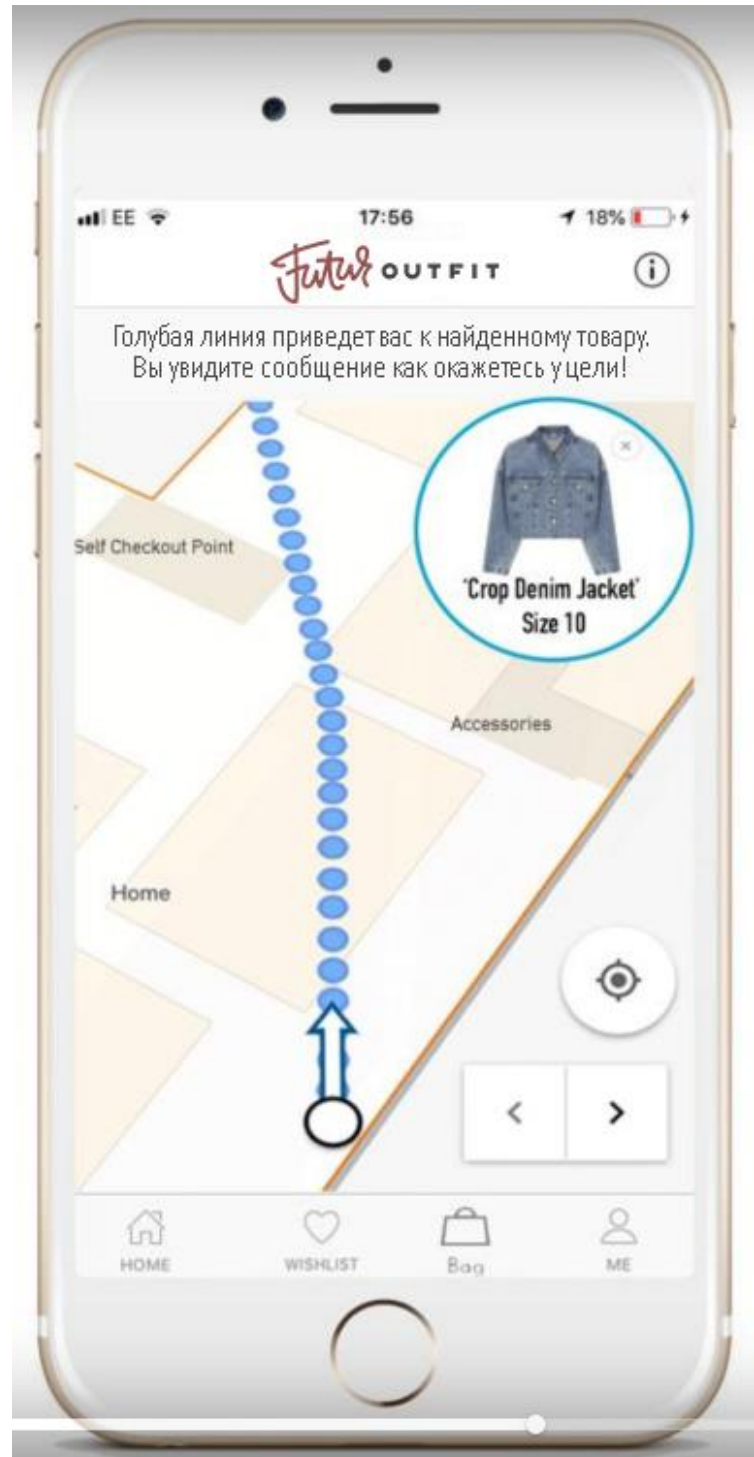 EE 17:56 18%
Futur OUTFIT
Голубая линия приведет вас к найденному товару.
Вы увидите сообщение как окажетесь у цели!
Self Checkout Point
'Crop Denim Jacket'
Size 10
Accessories
Home
HOME WISHLIST Bag ME